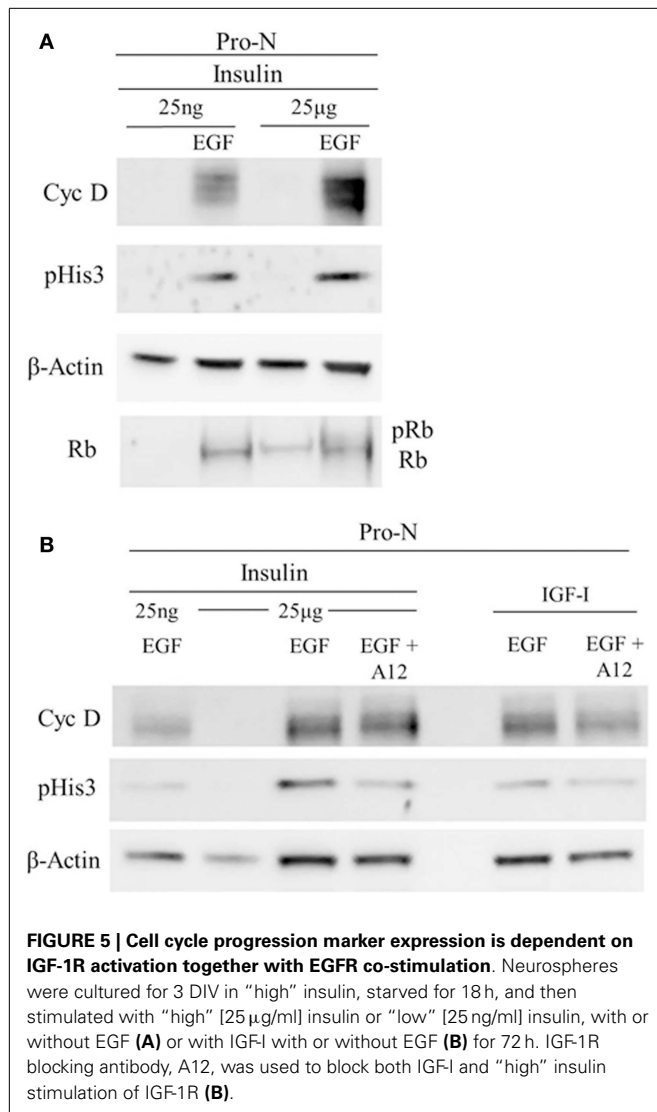 A
Pro-N
Insulin
25ng 25µg
EGF EGF
Cyc D
pHis3
β-Actin
Rb
pRb
Rb
B
Pro-N
Insulin
IGF-I
25ng 25µg
EGF EGF EGF + A12 EGF EGF + A12
Cyc D
pHis3
β-Actin
FIGURE 5 | Cell cycle progression marker expression is dependent on
IGF-1R activation together with EGFR co-stimulation. Neurospheres
were cultured for 3 DIV in “high” insulin, starved for 18 h, and then
stimulated with “high” [25 µg/ml] insulin or “low” [25 ng/ml] insulin, with or
without EGF (A) or with IGF-I with or without EGF (B) for 72 h. IGF-1R
blocking antibody, A12, was used to block both IGF-I and “high” insulin
stimulation of IGF-1R (B).